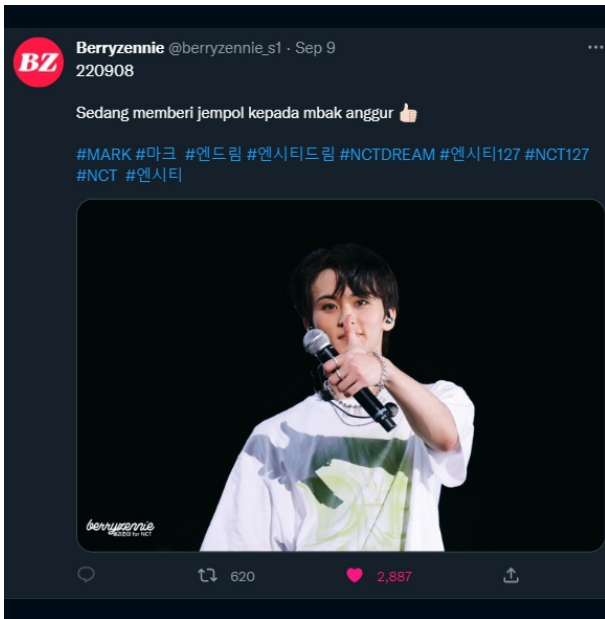 BZ
Berryzennie @berryzennie_s1 · Sep 9
220908
Sedang memberi jempol kepada mbak anggur 👍🏻
#MARK #마크 #엔드림 #엔시티드림 #NCTDREAM #엔시티127 #NCT127
#NCT #엔시티
berryzennie
for NCT
620
2,887